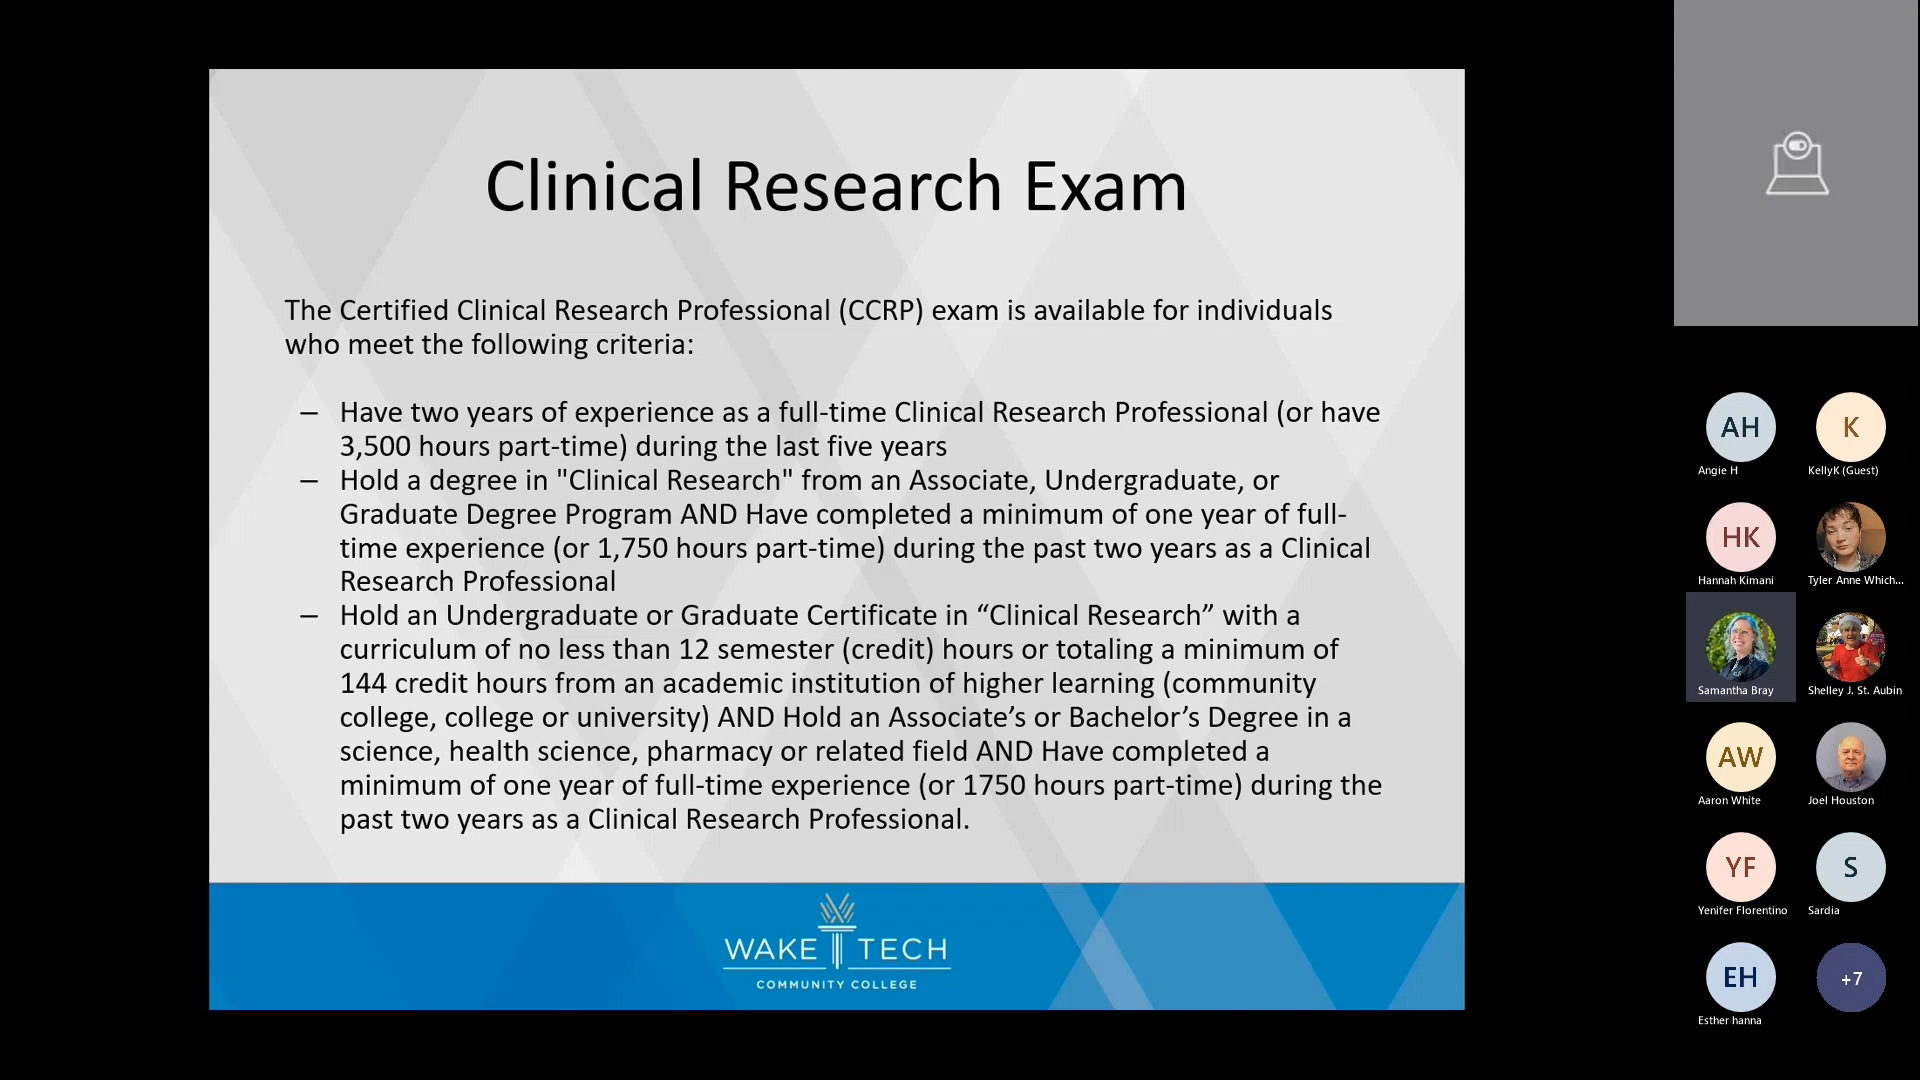 Clinical Research Exam
The Certified Clinical Research Professional (CCRP) exam is available for individuals
who meet the following criteria:
– Have two years of experience as a full-time Clinical Research Professional (or have
3,500 hours part-time) during the last five years
– Hold a degree in "Clinical Research" from an Associate, Undergraduate, or
Graduate Degree Program AND Have completed a minimum of one year of full-
time experience (or 1,750 hours part-time) during the past two years as a Clinical
Research Professional
– Hold an Undergraduate or Graduate Certificate in “Clinical Research” with a
curriculum of no less than 12 semester (credit) hours or totaling a minimum of
144 credit hours from an academic institution of higher learning (community
college, college or university) AND Hold an Associate’s or Bachelor’s Degree in a
science, health science, pharmacy or related field AND Have completed a
minimum of one year of full-time experience (or 1750 hours part-time) during the
past two years as a Clinical Research Professional.
WAKE TECH
COMMUNITY COLLEGE
AH
Angie H
K
KellyK (Guest)
HK
Hannah Kimani
Tyler Anne Which...
Samantha Bray
Shelley J. St. Aubin
AW
Aaron White
Joel Houston
YF
Yenifer Florentino
S
Sardia
EH
Esther hanna
+7